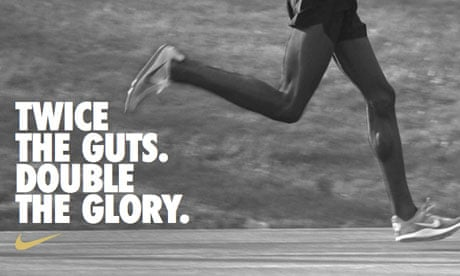 TWICE
THE GUTS.
DOUBLE
THE GLORY.